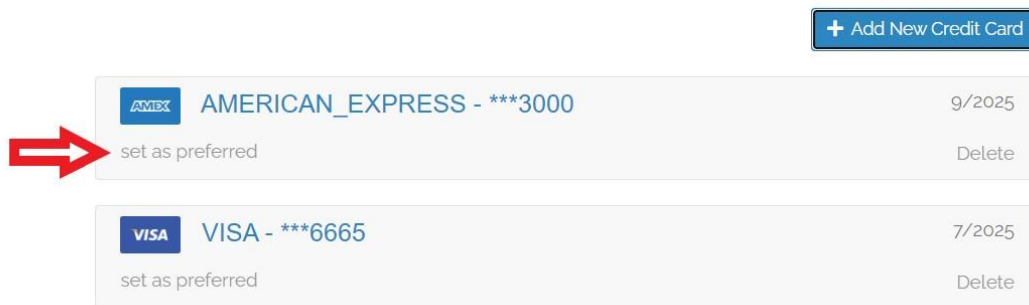 + Add New Credit Card
AMEX AMERICAN_EXPRESS - ***3000 9/2025
set as preferred Delete
VISA VISA - ***6665 7/2025
set as preferred Delete